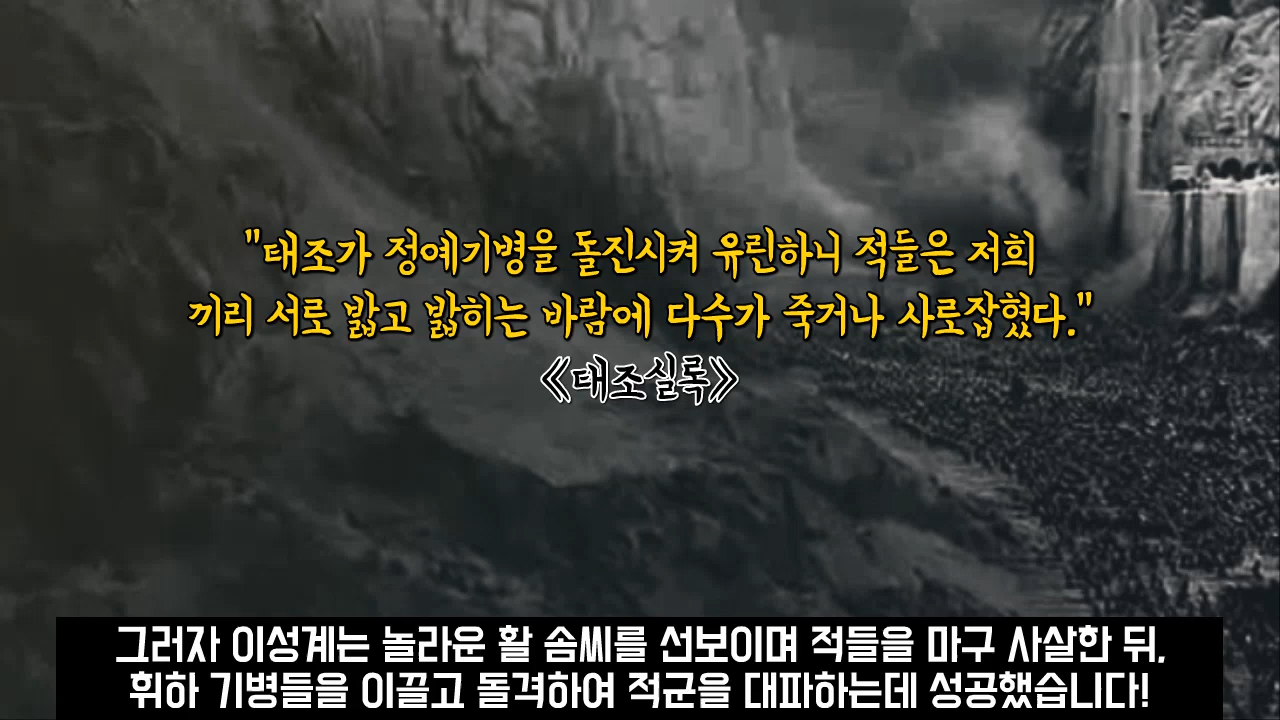 "태조가 정예기병을 돌진시켜 유린하니 적들은 저희
끼리 서로 밟고 밟히는 바람에 다수가 죽거나 사로잡혔다."
《태조실록》
그러자 이성계는 놀라운 활 솜씨를 선보이며 적들을 마구 사살한 뒤,
휘하 기병들을 이끌고 돌격하여 적군을 대파하는데 성공했습니다!